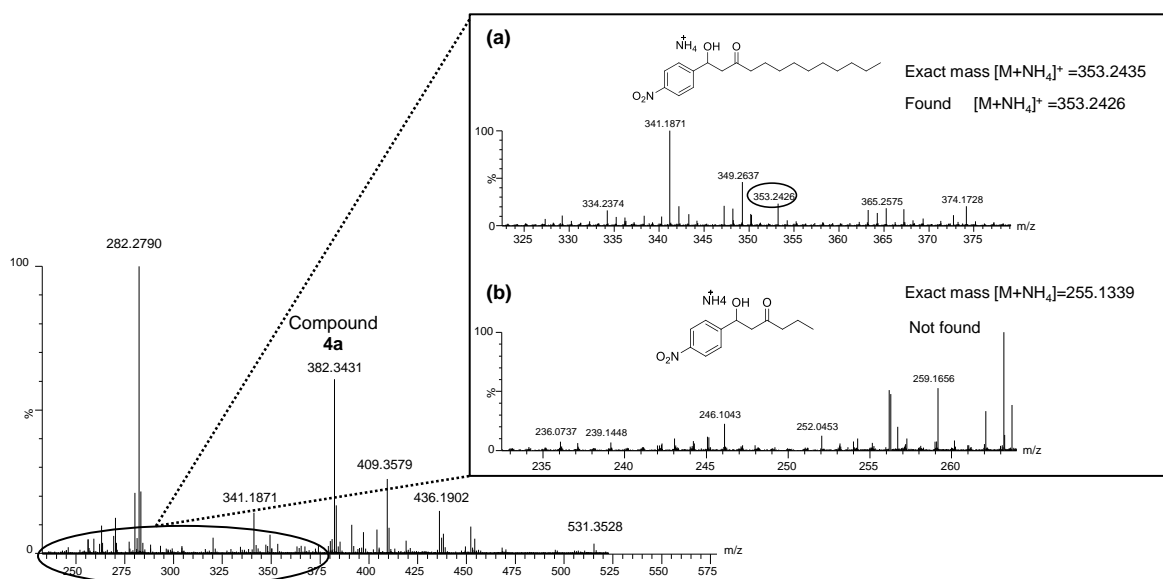 (a)
NH4
+
OH
O
O2N
Exact mass [M+NH4]+ =353.2435
Found [M+NH4]+ =353.2426
100
%
0
334.2374
341.1871
349.2637
353.2426
365.2575
374.1728
325 330 335 340 345 350 355 360 365 370 375
m/z
(b)
NH4
+
OH
O
O2N
Exact mass [M+NH4]=255.1339
Not found
100
%
0
236.0737
239.1448
246.1043
252.0453
259.1656
235 240 245 250 255 260
m/z
100
%
0
282.2790
341.1871
Compound
4a
382.3431
409.3579
436.1902
531.3528
250 275 300 325 350 375 400 425 450 475 500 525 550 575
m/z